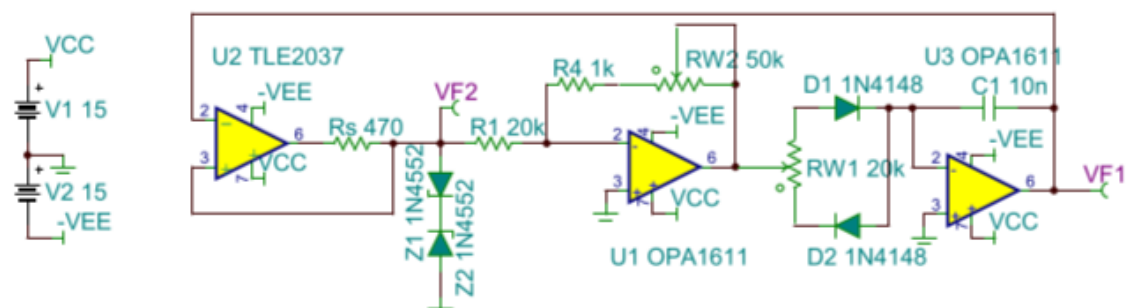 VCC
+
V1 15
+
V2 15
-VEE
U2 TLE2037
2
4
-VEE
6
3
7
VCC
Rs 470
VF2
R1 20k
Z1 1N4552
Z2 1N4552
R4 1k
RW2 50k
2
4
-VEE
6
3
7
VCC
U1 OPA1611
D1 1N4148
RW1 20k
D2 1N4148
U3 OPA1611
C1 10n
2
4
-VEE
6
3
7
VCC
VF1